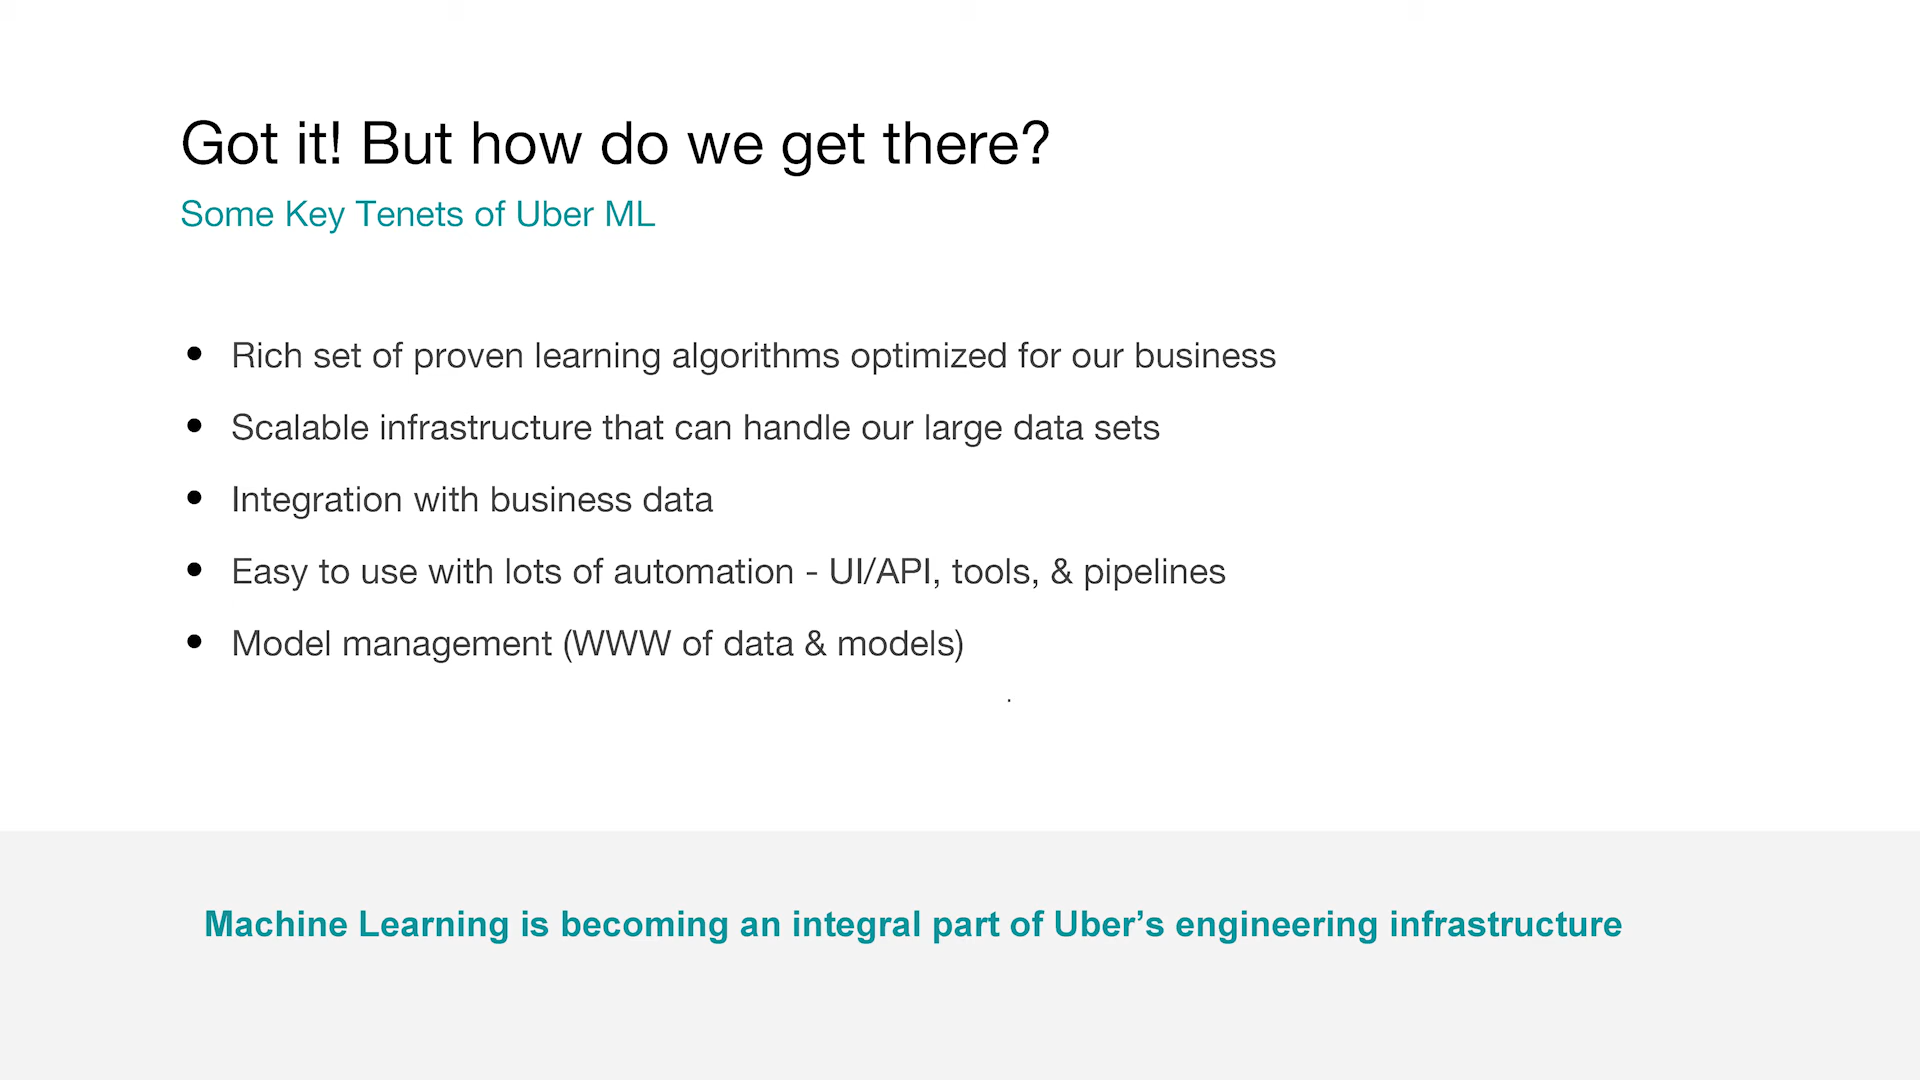 Got it! But how do we get there?
Some Key Tenets of Uber ML
• Rich set of proven learning algorithms optimized for our business
• Scalable infrastructure that can handle our large data sets
• Integration with business data
• Easy to use with lots of automation - UI/API, tools, & pipelines
• Model management (WWW of data & models)
.
Machine Learning is becoming an integral part of Uber’s engineering infrastructure